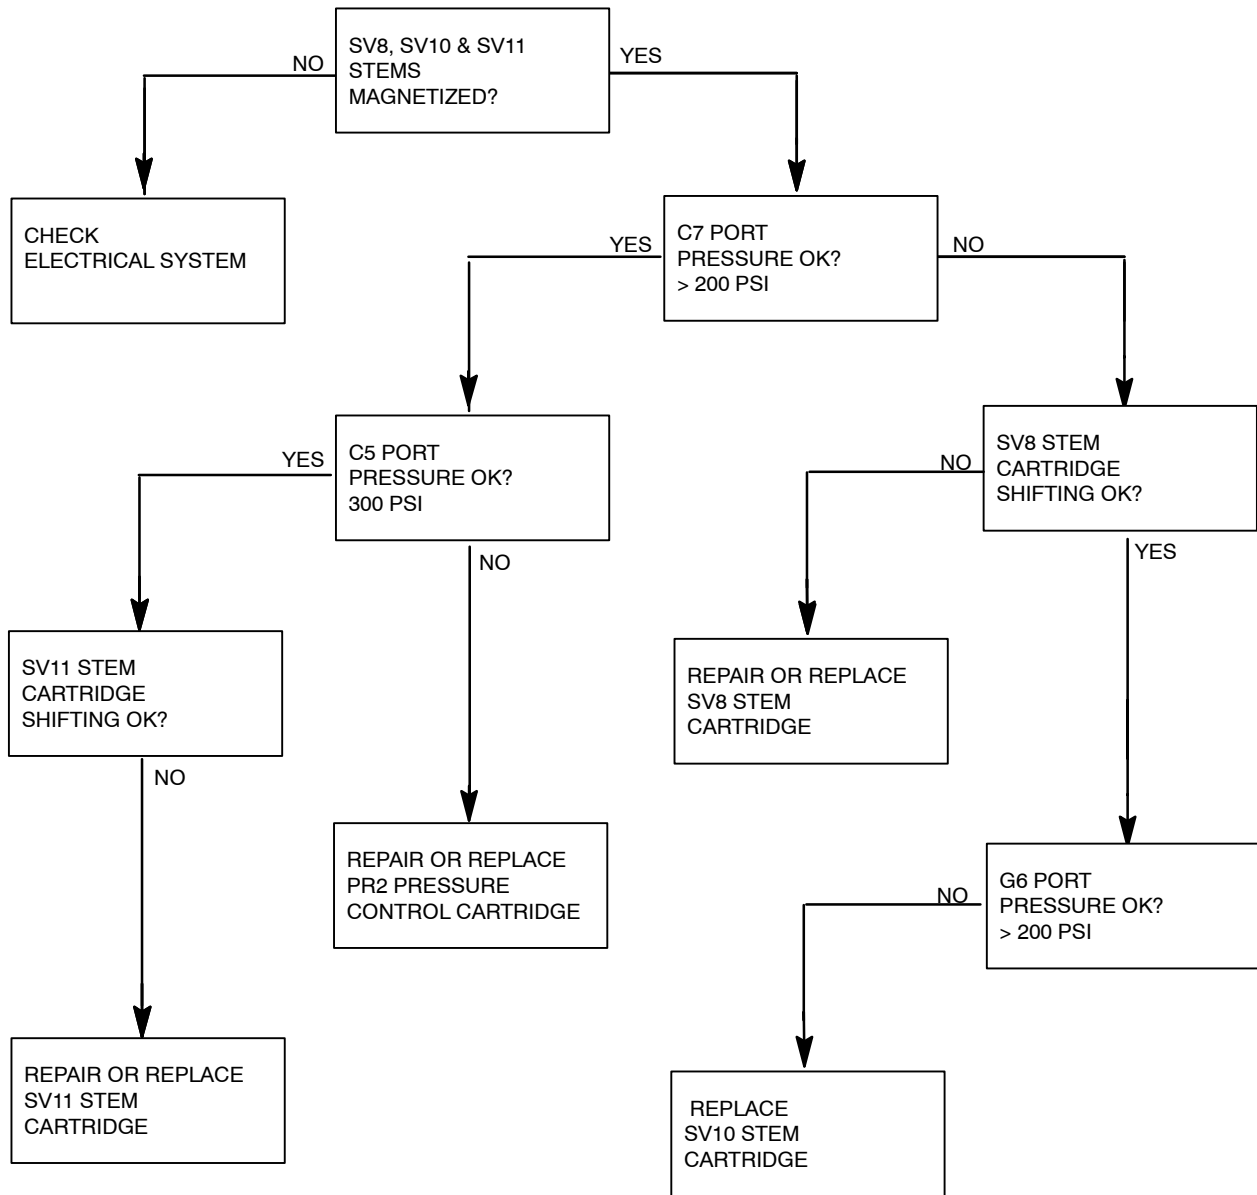 SV8, SV10 & SV11
STEMS
MAGNETIZED?
NO
YES
CHECK
ELECTRICAL SYSTEM
C7 PORT
PRESSURE OK?
> 200 PSI
YES
NO
C5 PORT
PRESSURE OK?
300 PSI
YES
NO
SV8 STEM
CARTRIDGE
SHIFTING OK?
NO
YES
SV11 STEM
CARTRIDGE
SHIFTING OK?
NO
REPAIR OR REPLACE
SV8 STEM
CARTRIDGE
REPAIR OR REPLACE
PR2 PRESSURE
CONTROL CARTRIDGE
G6 PORT
PRESSURE OK?
> 200 PSI
NO
REPAIR OR REPLACE
SV11 STEM
CARTRIDGE
REPLACE
SV10 STEM
CARTRIDGE